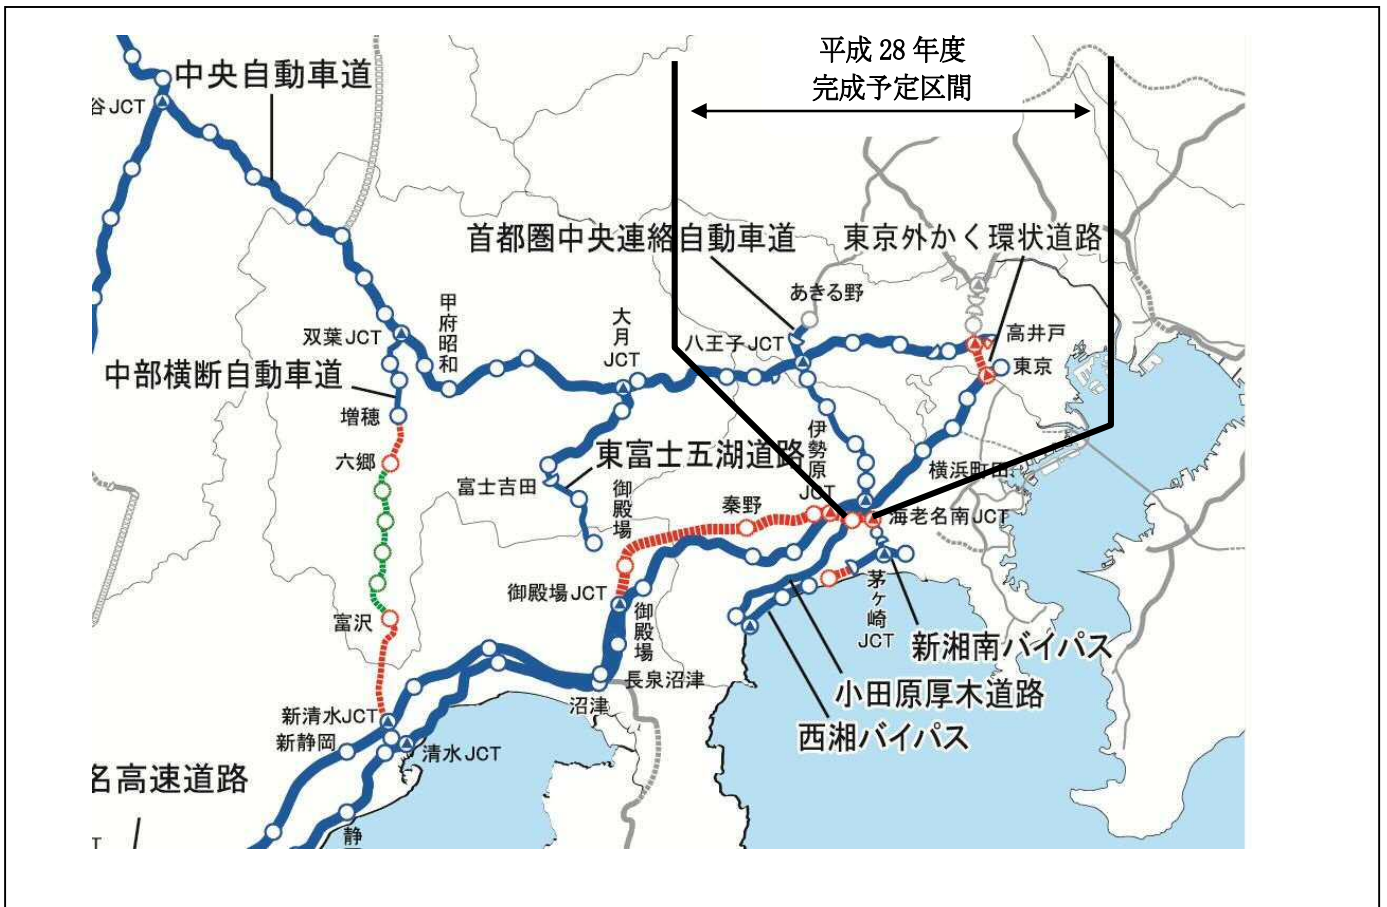 平成 28 年度
完成予定区間
中央自動車道
谷JCT
首都圏中央連絡自動車道
東京外かく環状道路
あきる野
双葉JCT
甲府昭和
大月JCT
八王子JCT
高井戸
東京
中部横断自動車道
増穂
六郷
東富士五湖道路
伊勢原JCT
横浜町田
富士吉田
御殿場
秦野
海老名南JCT
御殿場JCT
御殿場
茅ヶ崎JCT
富沢
新湘南バイパス
長泉沼津
小田原厚木道路
沼津
新清水JCT
新静岡
西湘バイパス
清水JCT
名高速道路
静